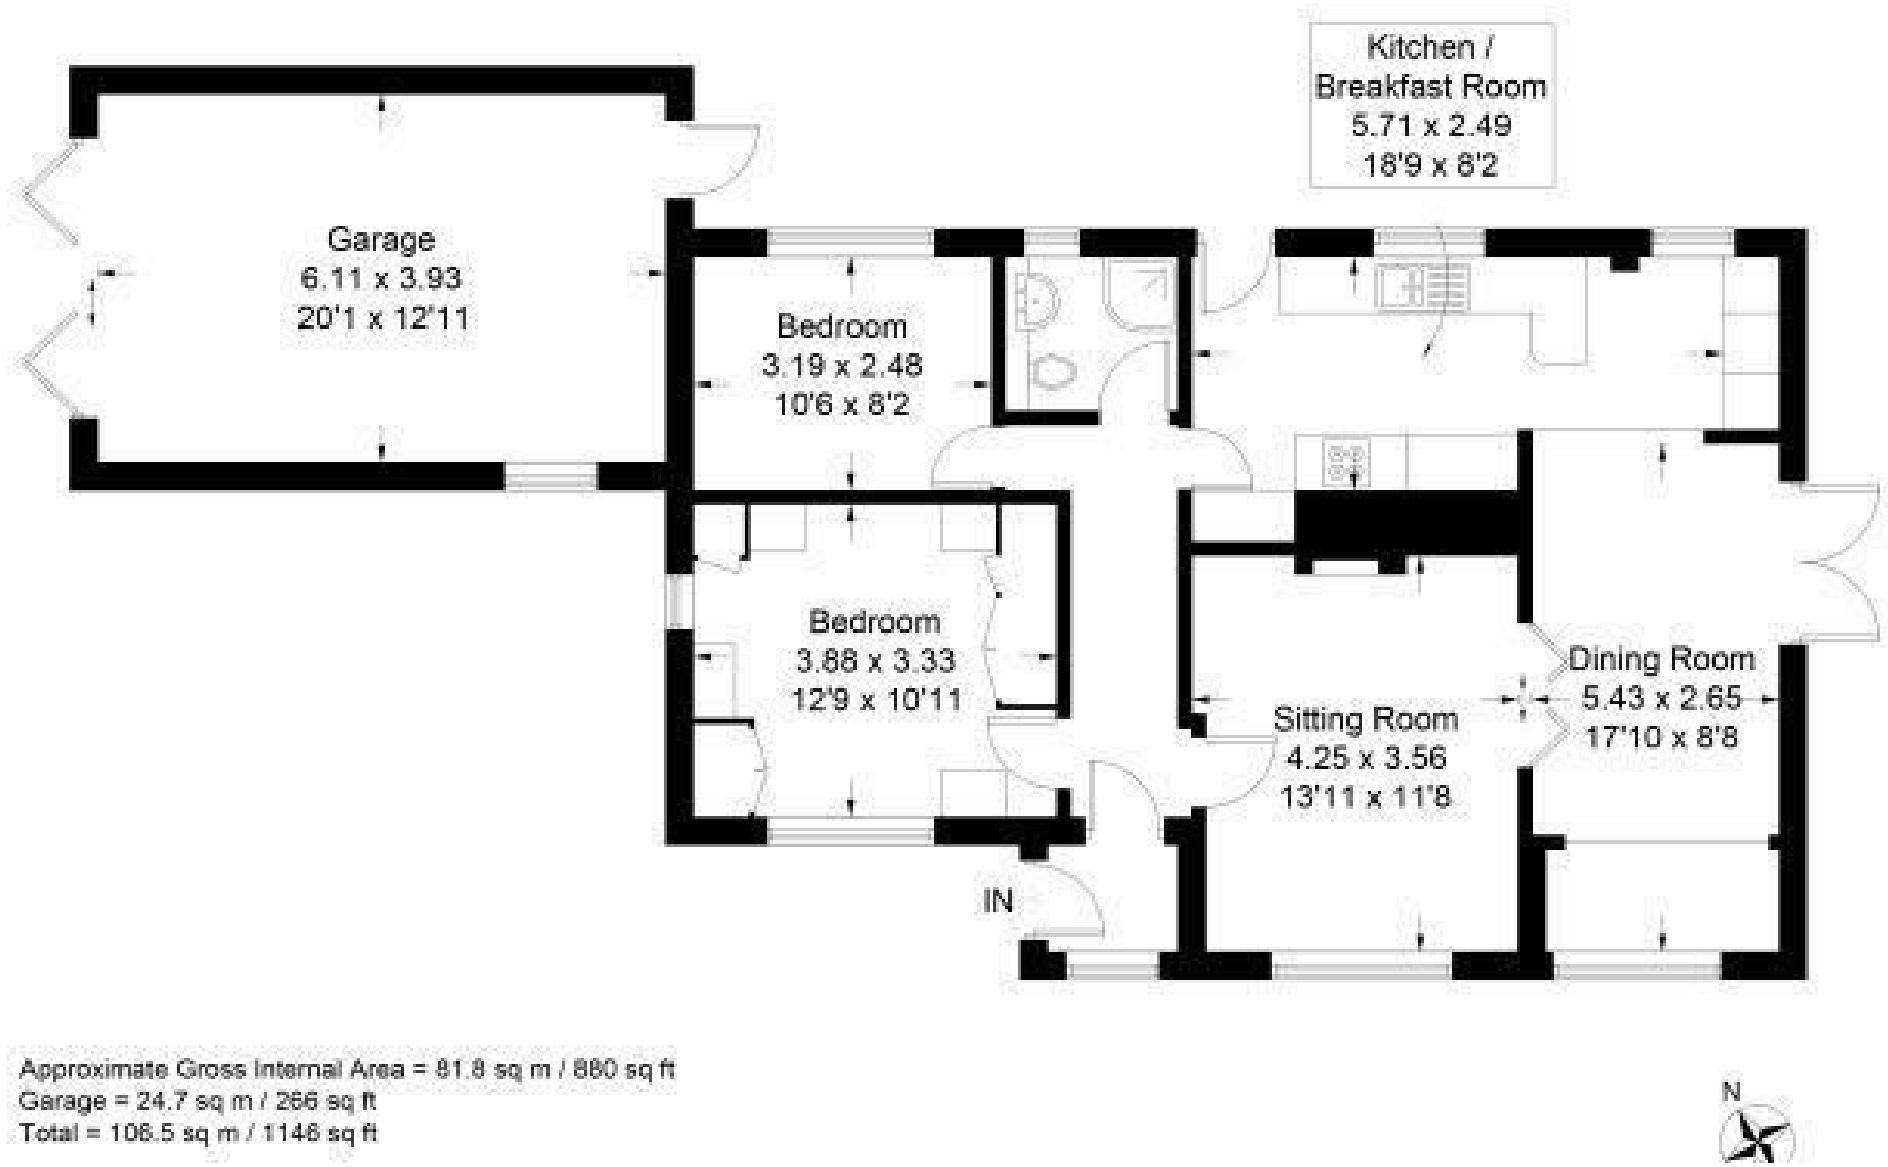 Kitchen /
Breakfast Room
5.71 x 2.49
18'9 x 8'2
Garage
6.11 x 3.93
20'1 x 12'11
Bedroom
3.19 x 2.48
10'6 x 8'2
Bedroom
3.88 x 3.33
12'9 x 10'11
Dining Room
5.43 x 2.65
17'10 x 8'8
Sitting Room
4.25 x 3.56
13'11 x 11'8
IN
Approximate Gross Internal Area = 81.8 sq m / 880 sq ft
Garage = 24.7 sq m / 266 sq ft
Total = 106.5 sq m / 1146 sq ft
N